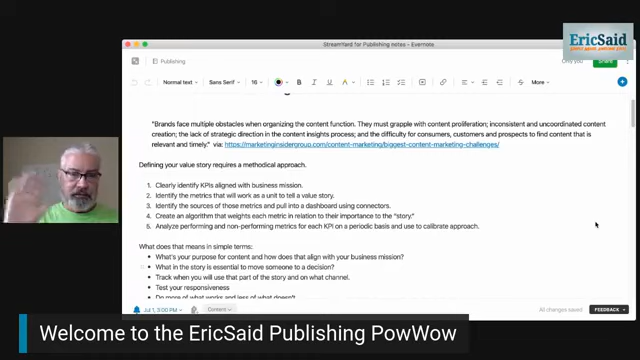 StreamYard for Publishing notes - Evernote
EricSaid
Publishing
Only you
Share
Normal text
Sans Serif
16
B
I
U
A
More
"Brands face multiple obstacles when organizing the content function. They must grapple with content proliferation; inconsistent and uncoordinated content
creation; the lack of strategic direction in the content insights process; and the difficulty for consumers, customers and prospects to find content that is
relevant and timely." via: https://marketinginsidergroup.com/content-marketing/biggest-content-marketing-challenges/
Defining your value story requires a methodical approach.
1. Clearly identify KPIs aligned with business mission.
2. Identify the metrics that will work as a unit to tell a value story.
3. Identify the sources of those metrics and pull into a dashboard using connectors.
4. Create an algorithm that weights each metric in relation to their importance to the "story."
5. Analyze performing and non-performing metrics for each KPI on a periodic basis and use to calibrate approach.
What does that means in simple terms?
• What's your purpose for content and how does that align with your business mission?
• What in the story is essential to move someone to a decision?
• Track when you will use that part of the story and on what channel.
• Test your responsiveness
• Do more of what works and less of what doesn't
Jul 1, 3:00 PM
Content
All changes saved
FEEDBACK
Welcome to the EricSaid Publishing PowWow